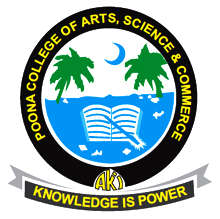 POONA COLLEGE OF ARTS, SCIENCE & COMMERCE
AKI
KNOWLEDGE IS POWER